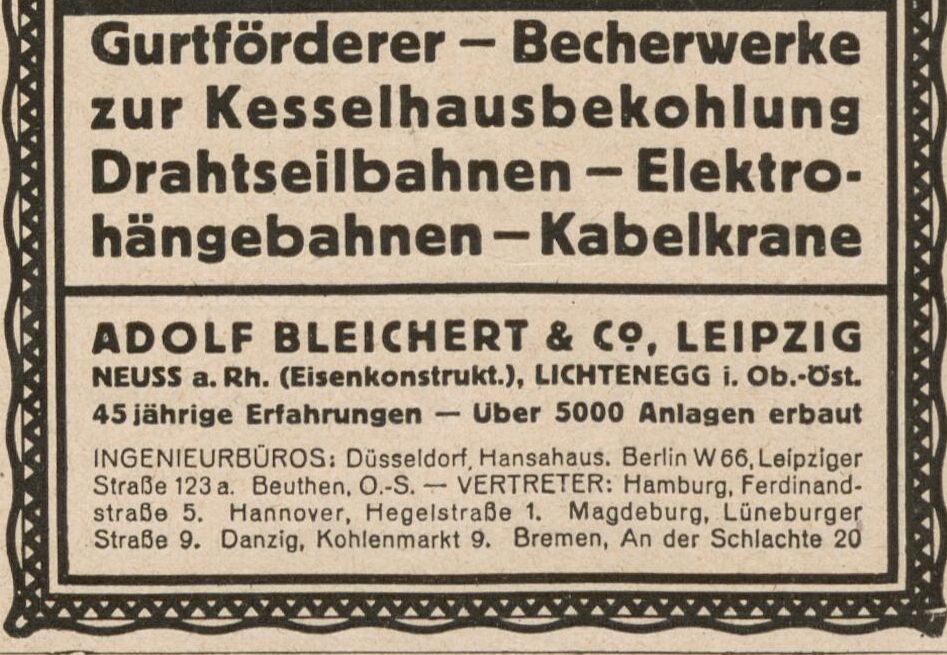 Gurtförderer – Becherwerke
zur Kesselhausbekohlung
Drahtseilbahnen – Elektro-
hängebahnen – Kabelkrane
ADOLF BLEICHERT & Cº, LEIPZIG
NEUSS a. Rh. (Eisenkonstrukt.), LICHTENEGG i. Ob.-Öst.
45 jährige Erfahrungen — Über 5000 Anlagen erbaut
INGENIEURBÜROS: Düsseldorf, Hansahaus. Berlin W 66, Leipziger
Straße 123 a. Beuthen, O.-S. — VERTRETER: Hamburg, Ferdinand-
straße 5. Hannover, Hegelstraße 1. Magdeburg, Lüneburger
Straße 9. Danzig, Kohlenmarkt 9. Bremen, An der Schlachte 20